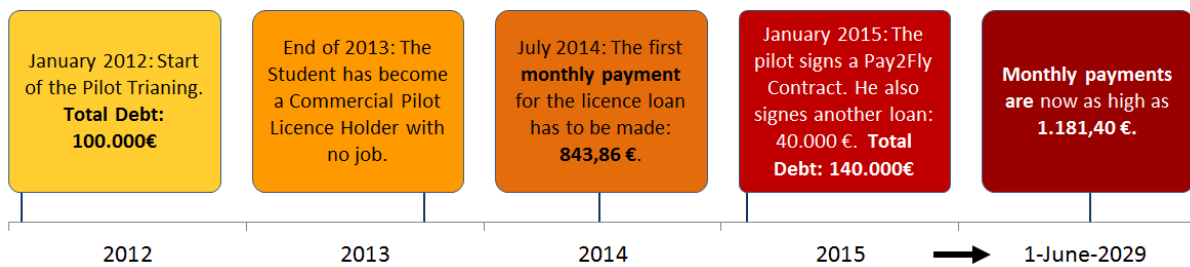 January 2012: Start
of the Pilot Trianing.
Total Debt:
100.000€
End of 2013: The
Student has become
a Commercial Pilot
Licence Holder with
no job.
July 2014: The first
monthly payment
for the licence loan
has to be made:
843,86 €.
January 2015: The
pilot signs a Pay2Fly
Contract. He also
signes another loan:
40.000 €. Total
Debt: 140.000€
Monthly payments
are now as high as
1.181,40 €.
2012
2013
2014
2015
1-June-2029